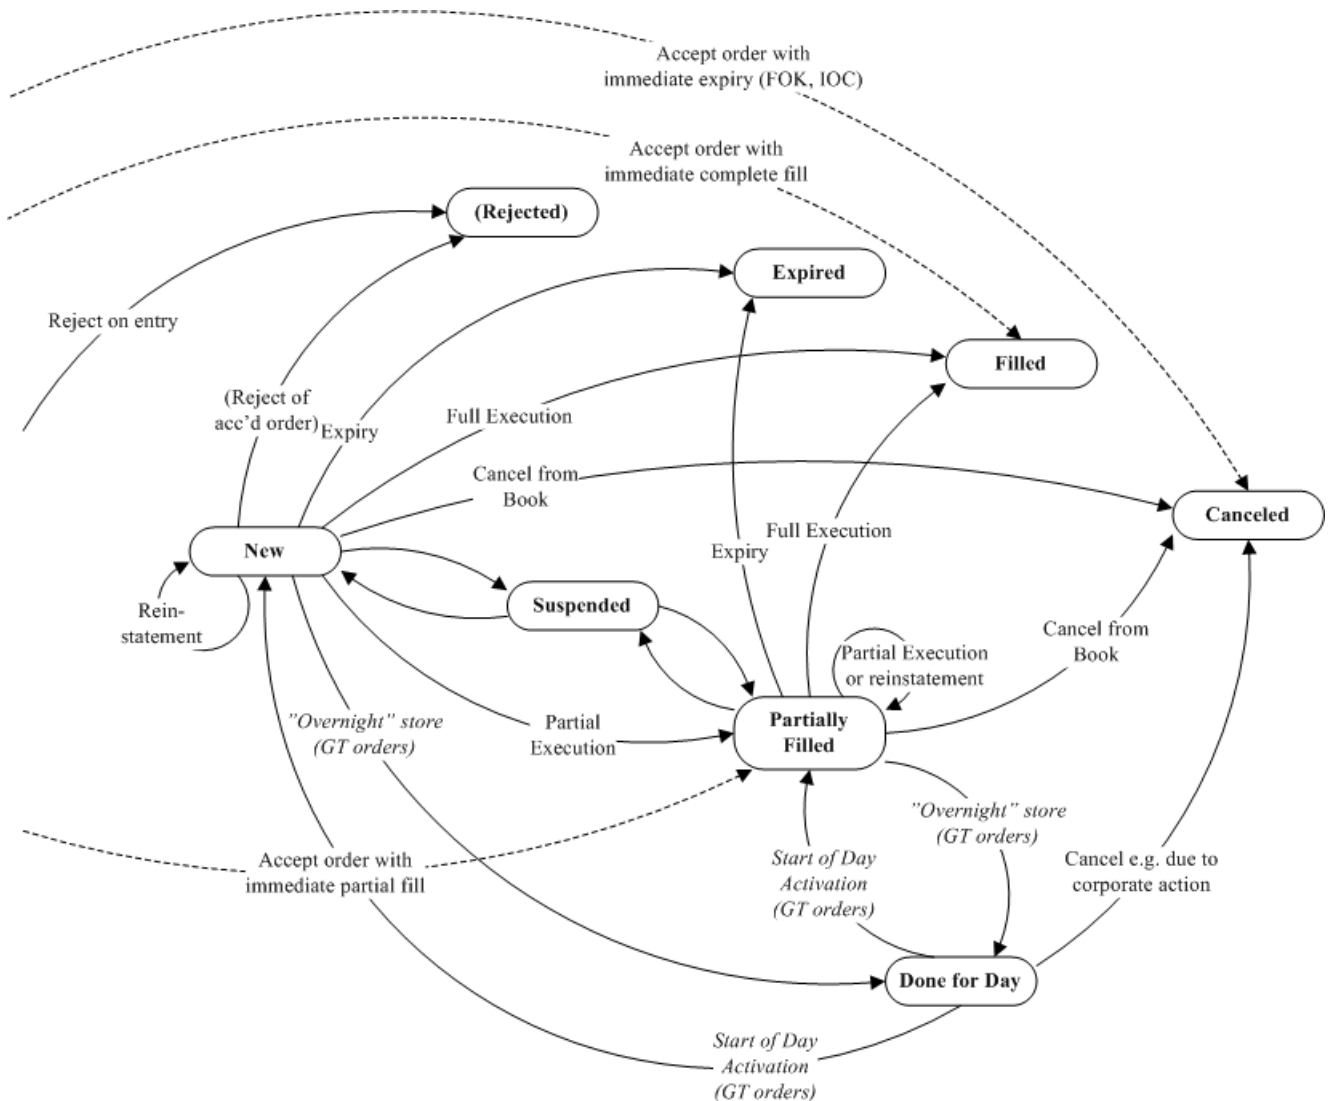 Accept order with
immediate expiry (FOK, IOC)
Accept order with
immediate complete fill
(Rejected)
Expired
Reject on entry
Filled
(Reject of
acc’d order)
Expiry
Full Execution
Cancel from
Book
Canceled
New
Expiry
Full Execution
Suspended
Rein-
statement
Cancel from
Book
Partial Execution
or reinstatement
”Overnight” store
(GT orders)
Partial
Execution
Partially
Filled
”Overnight” store
(GT orders)
Accept order with
immediate partial fill
Start of Day
Activation
(GT orders)
Cancel e.g. due to
corporate action
Done for Day
Start of Day
Activation
(GT orders)